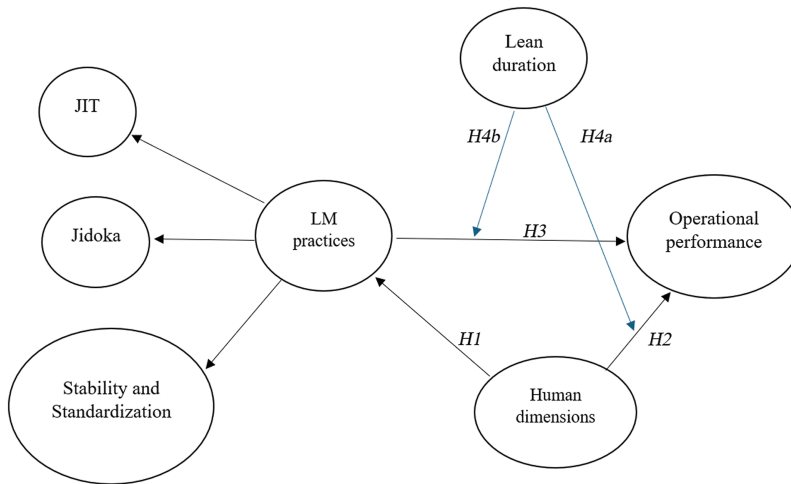 Lean
duration
JIT
H4b
H4a
LM
practices
Operational
performance
Jidoka
H3
H1
H2
Stability and
Standardization
Human
dimensions